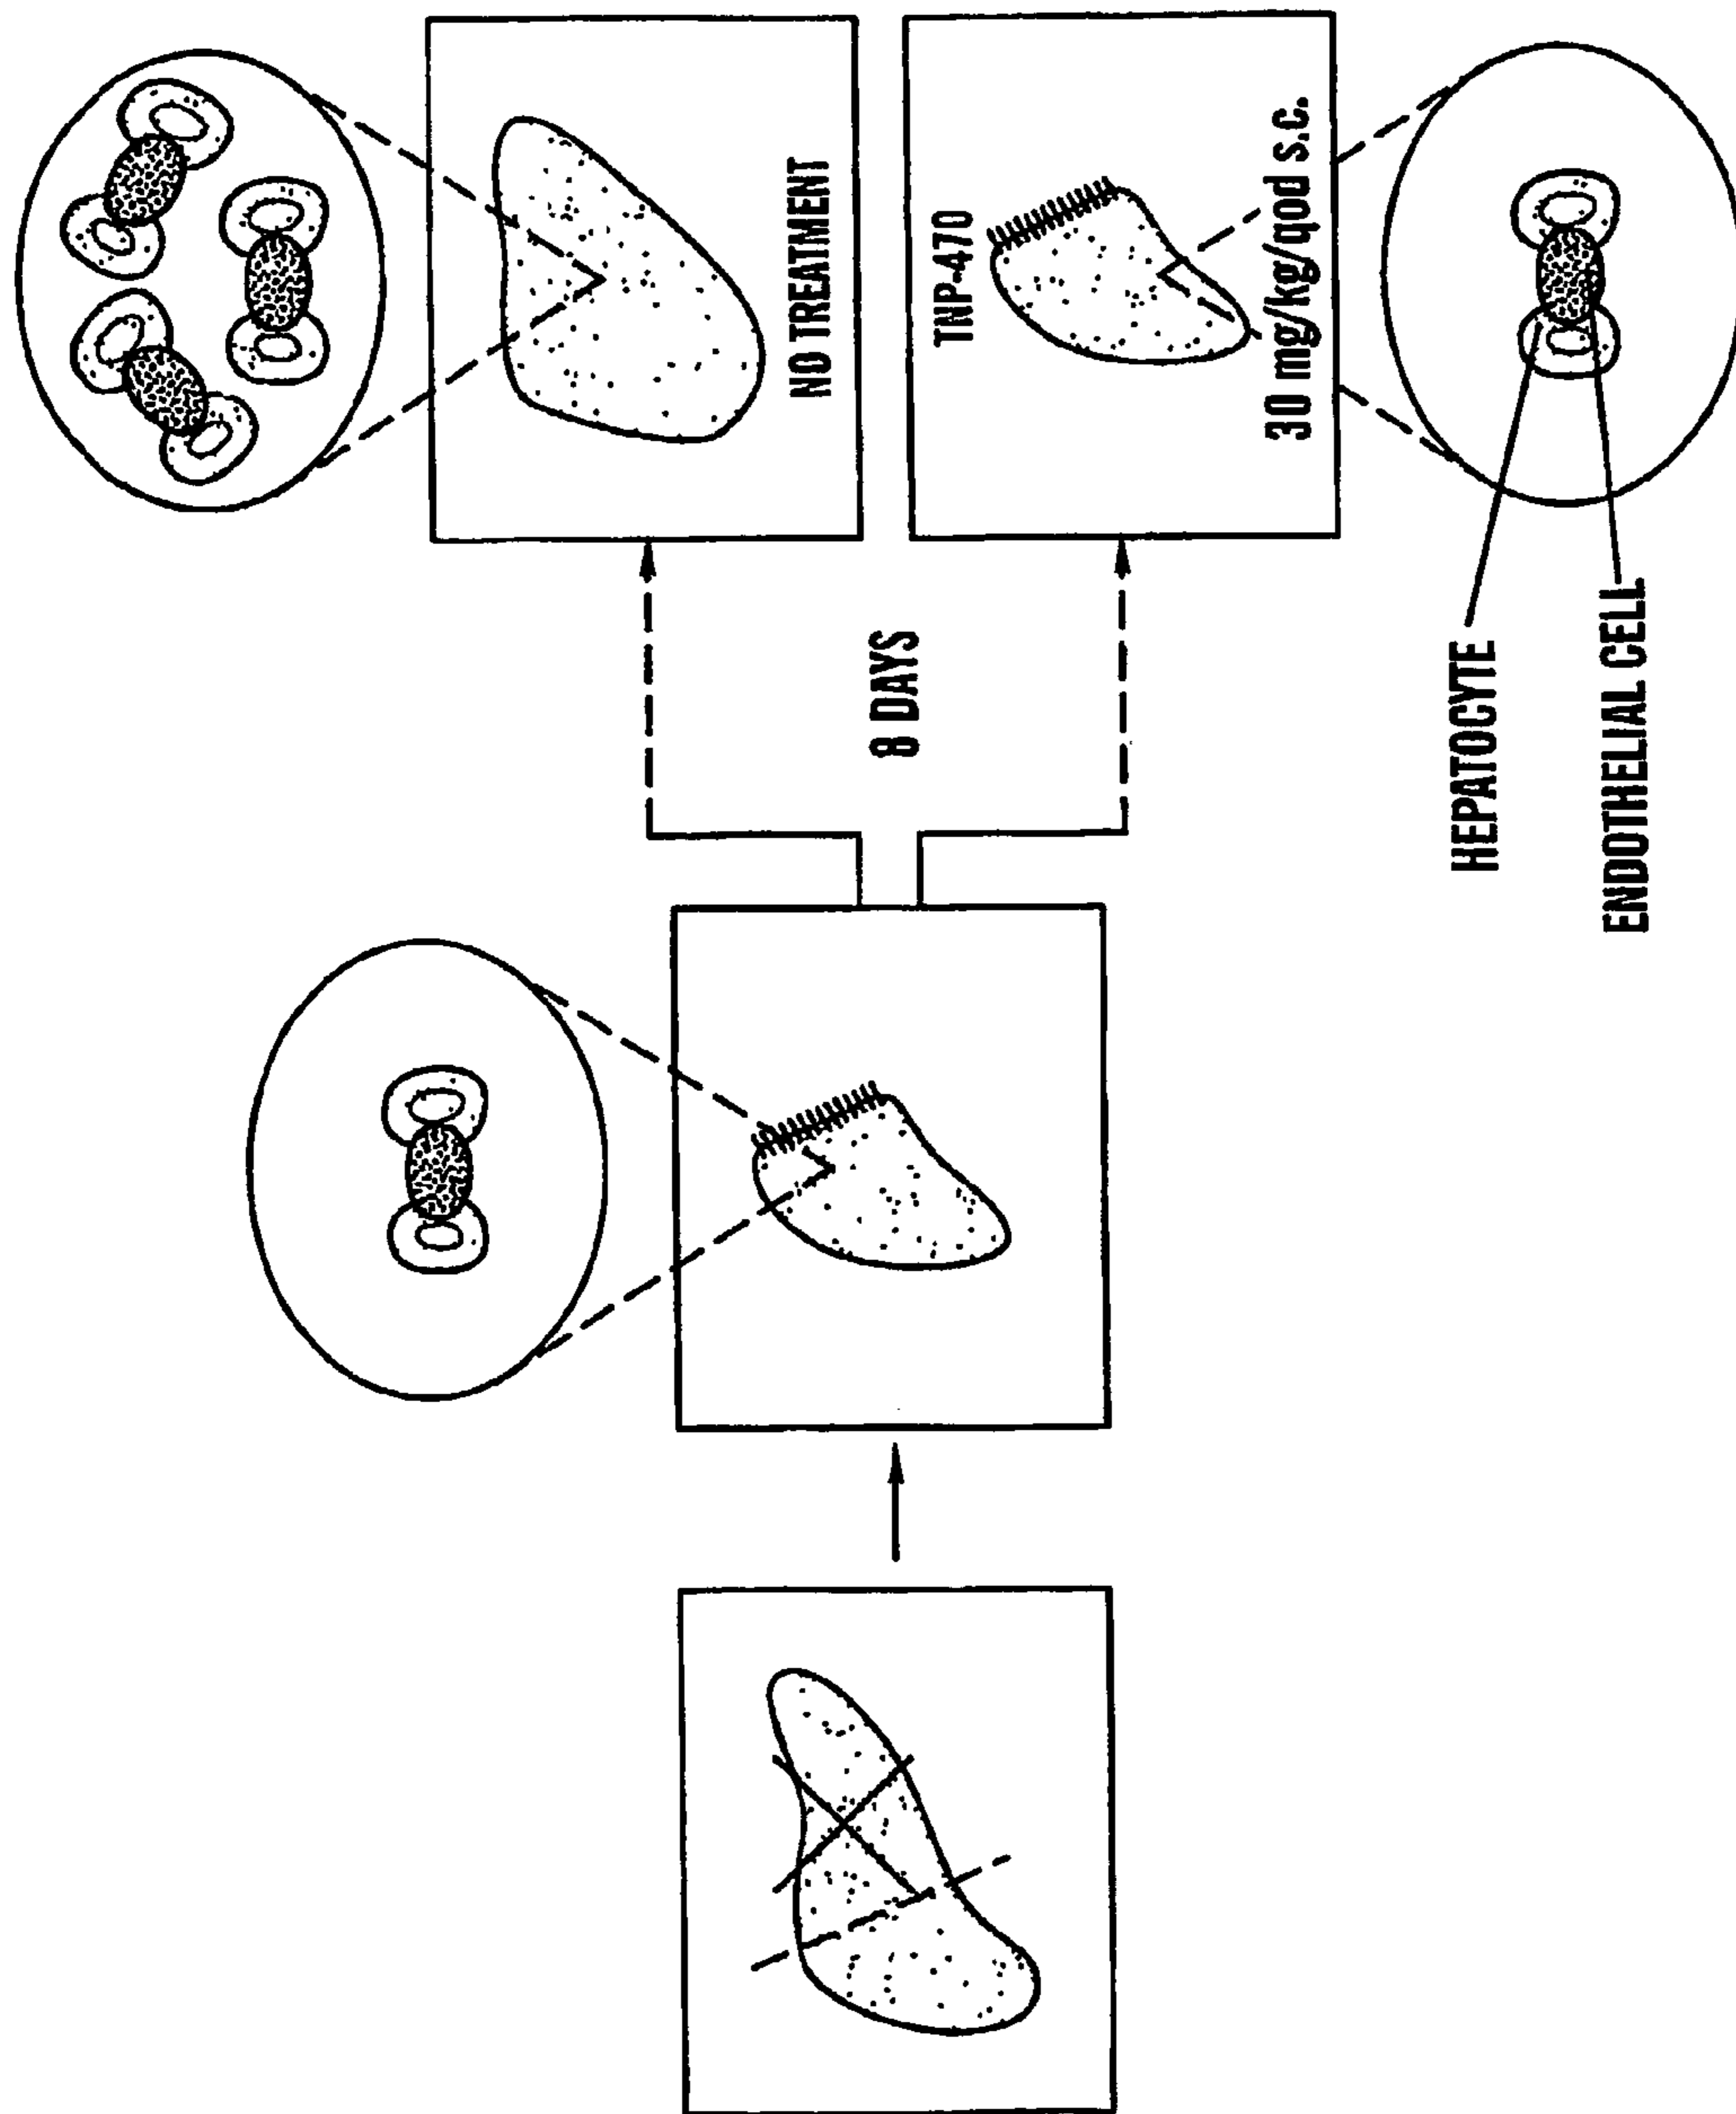 NO TREATMENT
8 DAYS
TNP-470
30 mg/kg/qod s.c.
HEPATOCYTE
ENDOTHELIAL CELL